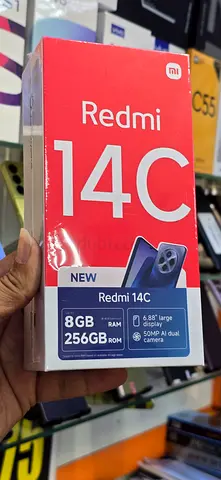 mi
Redmi
14C
NEW
Redmi 14C
8GB RAM
256GB ROM
6.88" large
display
50MP AI dual
camera
C55